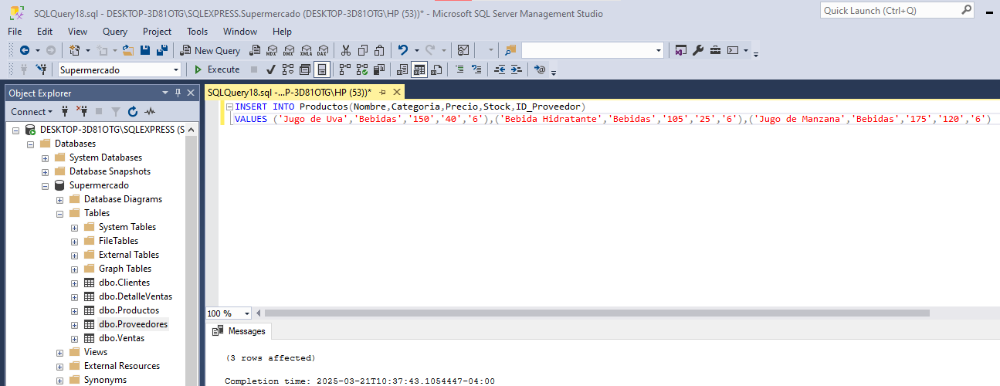 SQLQuery18.sql - DESKTOP-3D81OTG\SQLEXPRESS.Supermercado (DESKTOP-3D81OTG\HP (53))* - Microsoft SQL Server Management Studio
Quick Launch (Ctrl+Q)
File Edit View Query Project Tools Window Help
New Query MDX DMX XMLA DAX
Supermercado Execute
Object Explorer
SQLQuery18.sql -...P-3D81OTG\HP (53))*
Connect
INSERT INTO Productos(Nombre,Categoria,Precio,Stock,ID_Proveedor)
VALUES ('Jugo de Uva','Bebidas','150','40','6'),('Bebida Hidratante','Bebidas','105','25','6'),('Jugo de Manzana','Bebidas','175','120','6')
DESKTOP-3D81OTG\SQLEXPRESS (S
Databases
System Databases
Database Snapshots
Supermercado
Database Diagrams
Tables
System Tables
FileTables
External Tables
Graph Tables
dbo.Clientes
dbo.DetalleVentas
dbo.Productos
dbo.Proveedores
dbo.Ventas
Views
External Resources
Synonyms
100 %
Messages
(3 rows affected)
Completion time: 2025-03-21T10:37:43.1054447-04:00